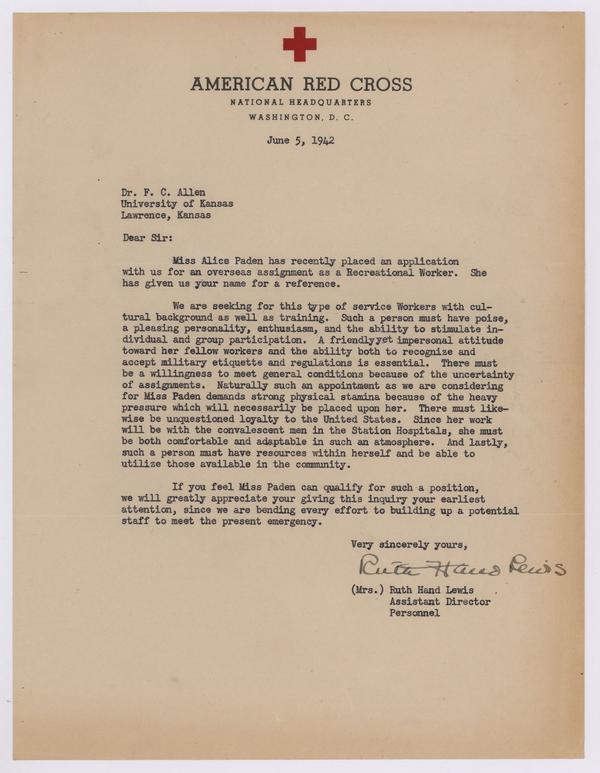 AMERICAN RED CROSS
NATIONAL HEADQUARTERS
WASHINGTON, D. C.
June 5, 1942
Dr. F. C. Allen
University of Kansas
Lawrence, Kansas
Dear Sir:
Miss Alice Paden has recently placed an application
with us for an overseas assignment as a Recreational Worker. She
has given us your name for a reference.
We are seeking for this type of service Workers with cul-
tural background as well as training. Such a person must have poise,
a pleasing personality, enthusiasm, and the ability to stimulate in-
dividual and group participation. A friendly yet impersonal attitude
toward her fellow workers and the ability both to recognize and
accept military etiquette and regulations is essential. There must
be a willingness to meet general conditions because of the uncertainty
of assignments. Naturally such an appointment as we are considering
for Miss Paden demands strong physical stamina because of the heavy
pressure which will necessarily be placed upon her. There must like-
wise be unquestioned loyalty to the United States. Since her work
will be with the convalescent men in the Station Hospitals, she must
be both comfortable and adaptable in such an atmosphere. And lastly,
such a person must have resources within herself and be able to
utilize those available in the community.
If you feel Miss Paden can qualify for such a position,
we will greatly appreciate your giving this inquiry your earliest
attention, since we are bending every effort to building up a potential
staff to meet the present emergency.
Very sincerely yours,
Ruth Hand Lewis
(Mrs.) Ruth Hand Lewis
Assistant Director
Personnel